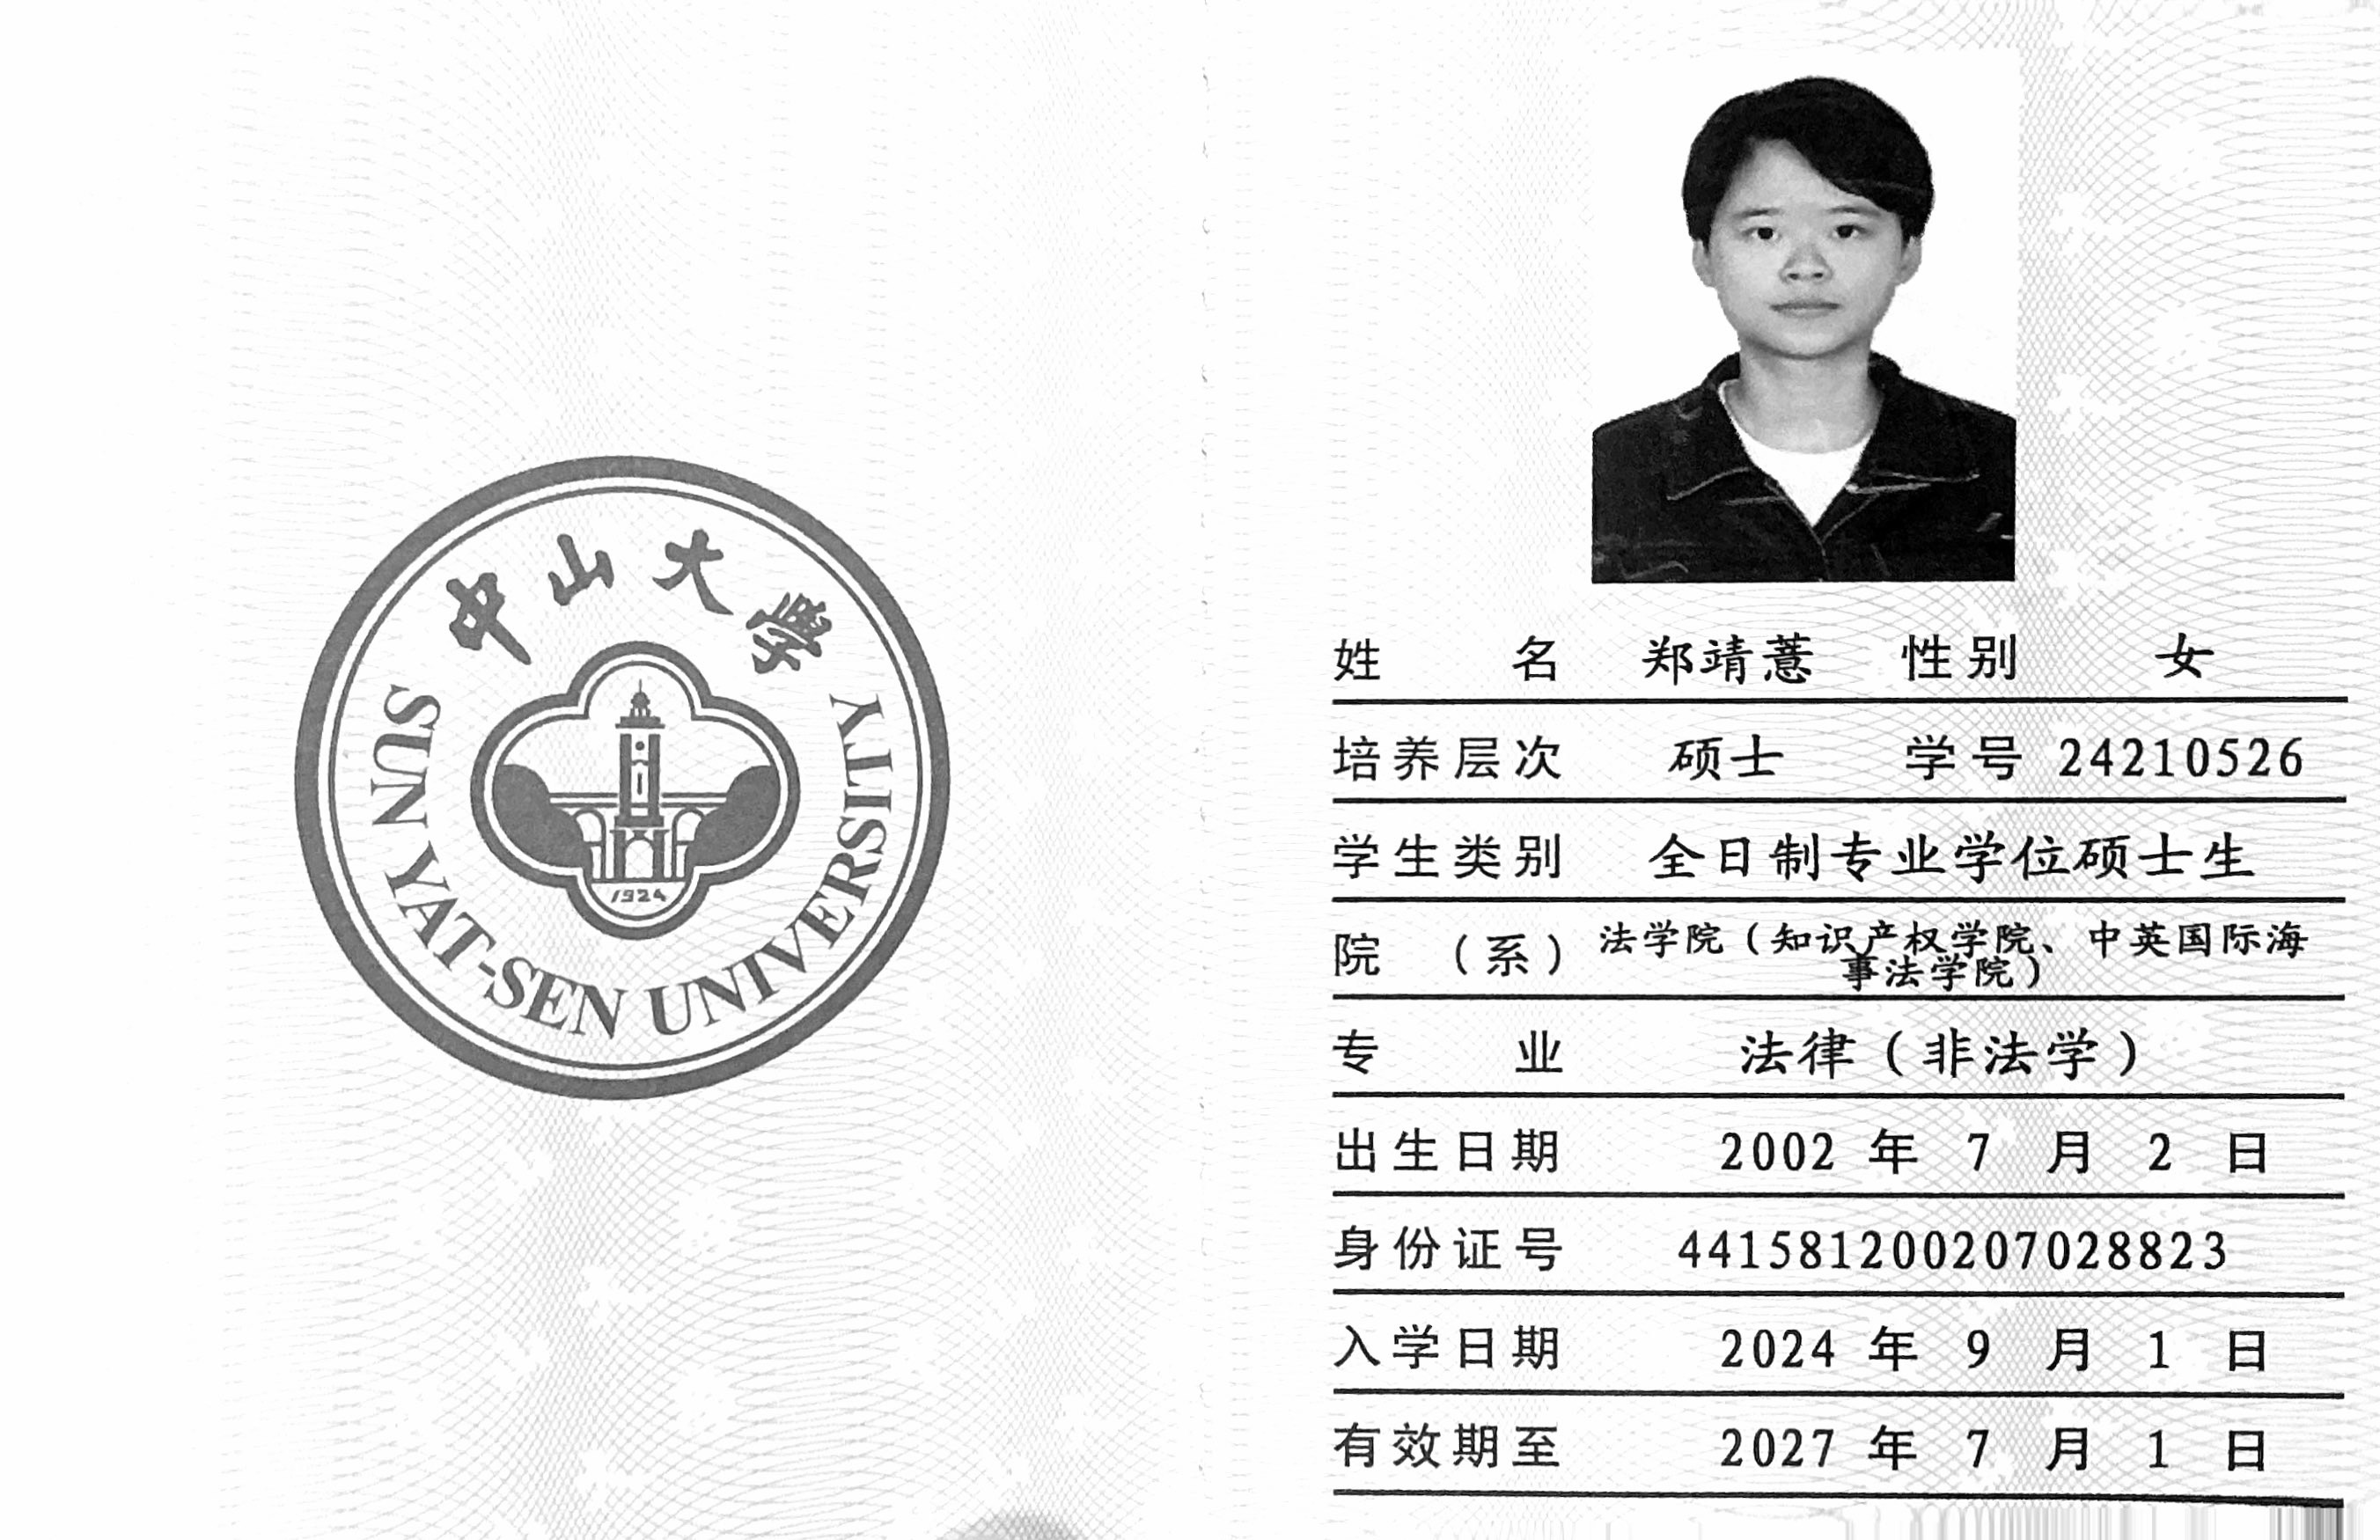 中山大學
SUN YAT-SEN UNIVERSITY
1924
姓名 郑靖薏 性别 女
培养层次 硕士 学号 24210526
学生类别 全日制专业学位硕士生
院（系） 法学院（知识产权学院、中英国际海
事法学院）
专业 法律（非法学）
出生日期 2002 年 7 月 2 日
身份证号 441581200207028823
入学日期 2024 年 9 月 1 日
有效期至 2027 年 7 月 1 日